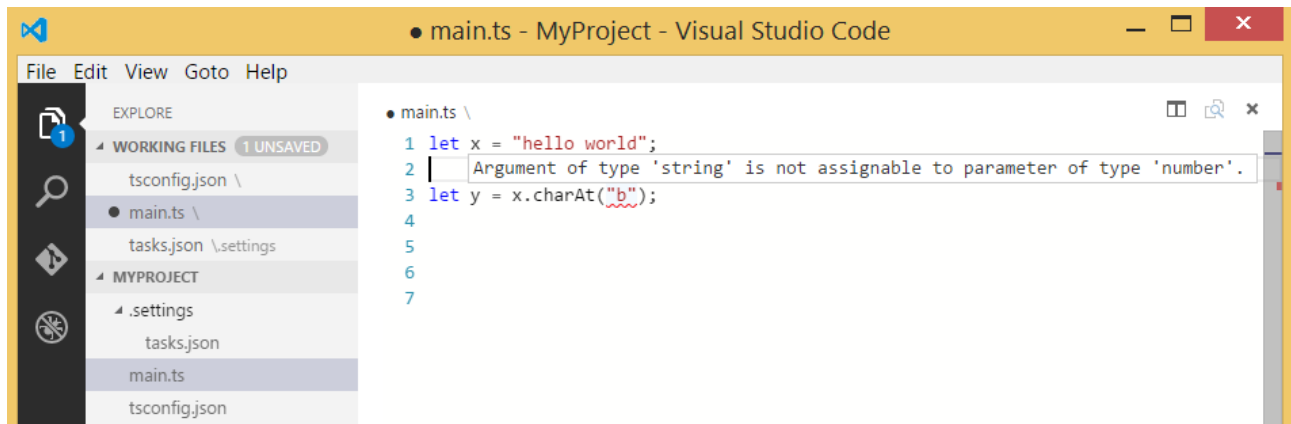 ● main.ts - MyProject - Visual Studio Code
File Edit View Goto Help
EXPLORE
WORKING FILES 1 UNSAVED
tsconfig.json \
● main.ts \
tasks.json \.settings
MYPROJECT
.settings
tasks.json
main.ts
tsconfig.json
1
● main.ts \
1 let x = "hello world";
2
Argument of type 'string' is not assignable to parameter of type 'number'.
3 let y = x.charAt("b");
4
5
6
7